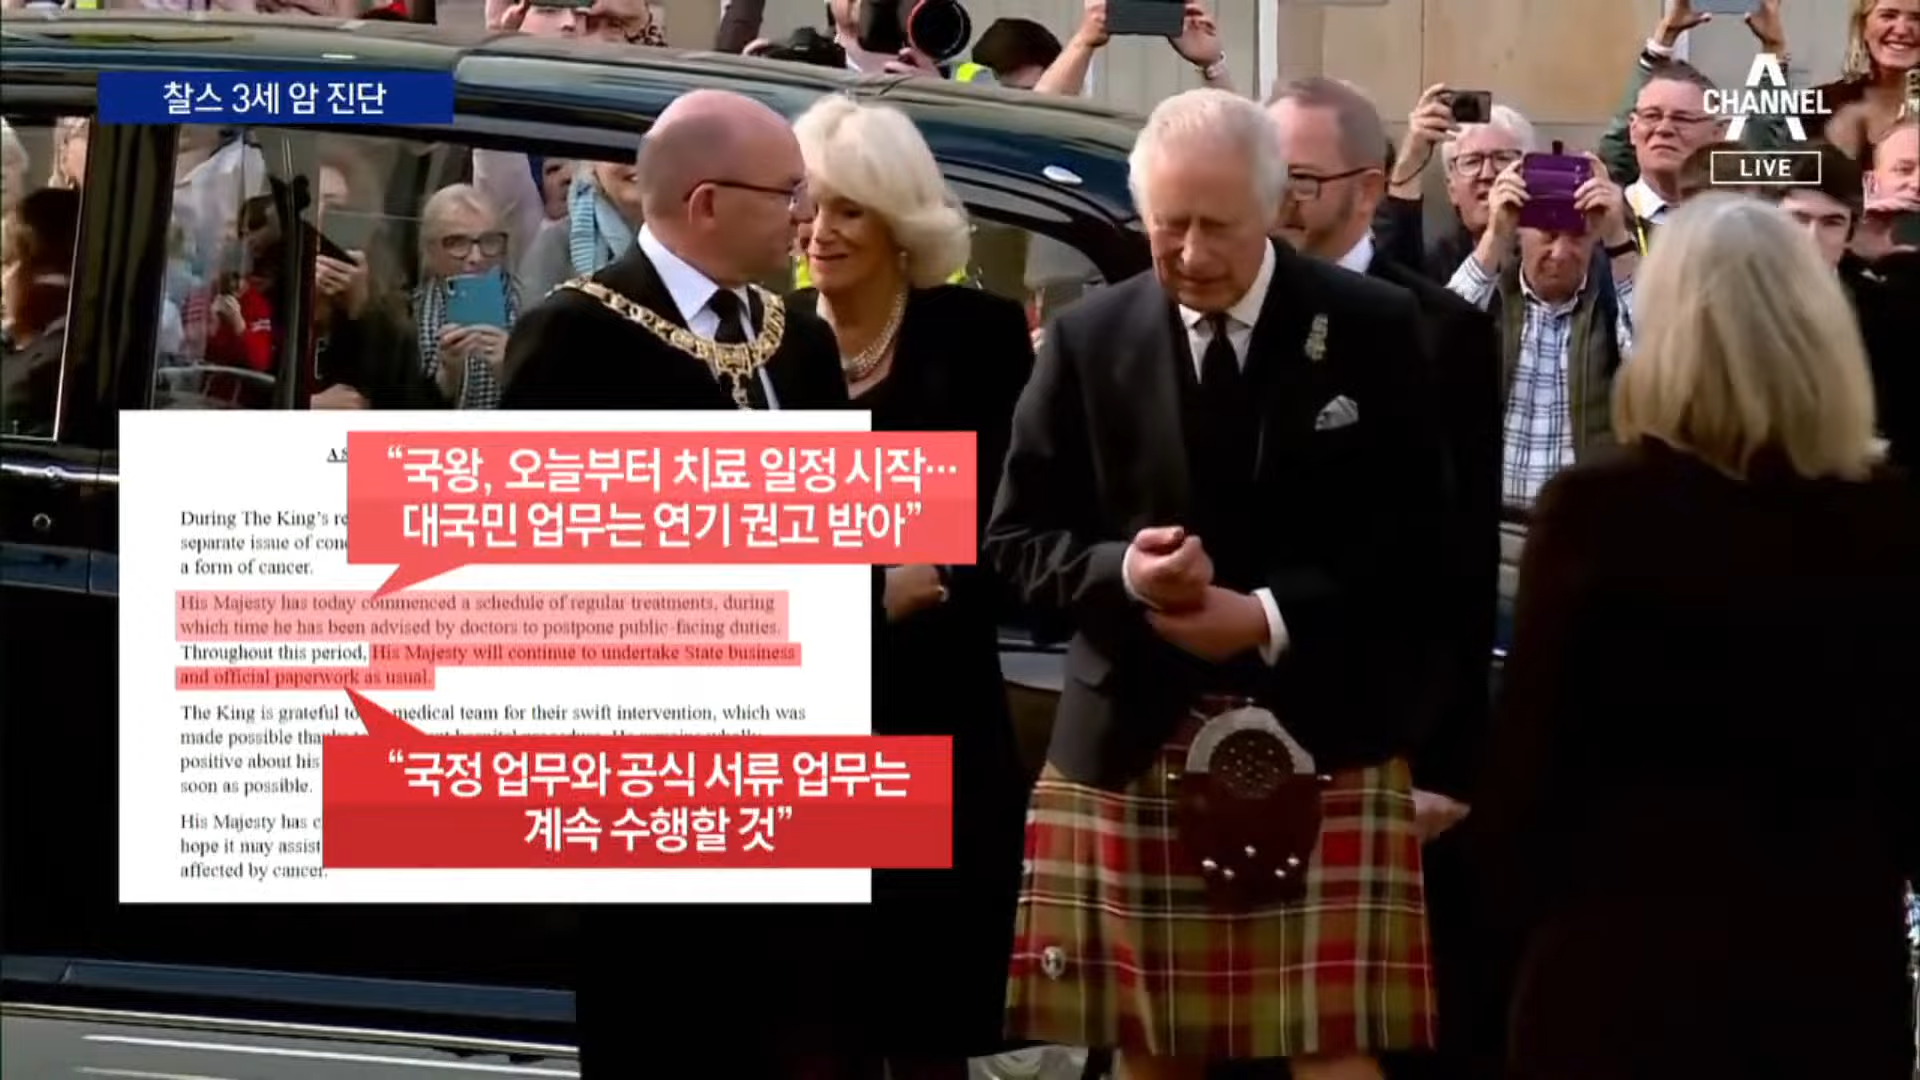 찰스 3세 암 진단
CHANNEL
LIVE
“국왕, 오늘부터 치료 일정 시작…
대국민 업무는 연기 권고 받아”
During The King’s
separate issue of
a form of cancer.
His Majesty has today commenced a schedule of regular treatments, during
which time he has been advised by doctors to postpone public-facing duties.
Throughout this period, His Majesty will continue to undertake State business
and official paperwork as usual.
The King is grateful to medical team for their swift intervention, which was
made possible
positive about his
soon as possible.
“국정 업무와 공식 서류 업무는
계속 수행할 것”
His Majesty has
hope it may assist
affected by cancer.